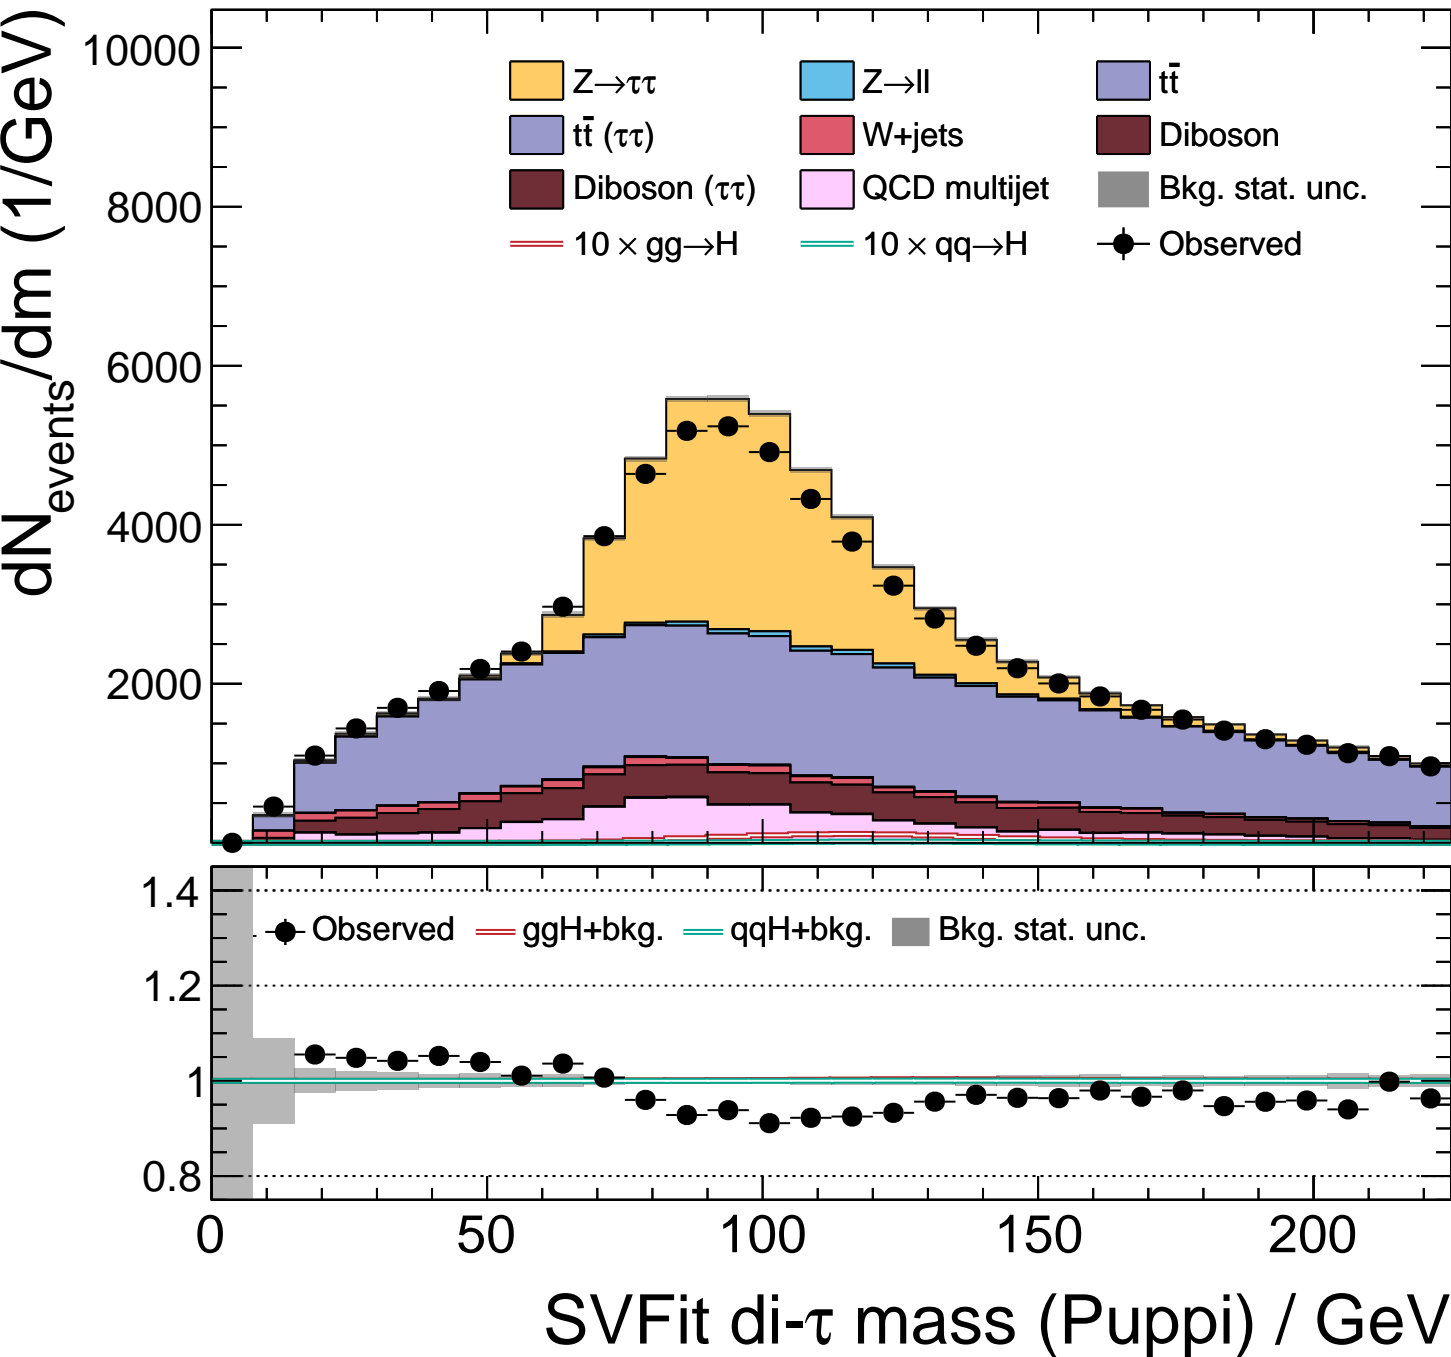 dN_events/dm (1/GeV)
10000
8000
6000
4000
2000
Z→ττ Z→ll tt̄
tt̄ (ττ) W+jets Diboson
Diboson (ττ) QCD multijet Bkg. stat. unc.
10 × gg→H 10 × qq→H Observed
1.4
1.2
1
0.8
Observed ggH+bkg. qqH+bkg. Bkg. stat. unc.
0 50 100 150 200
SVFit di-τ mass (Puppi) / GeV